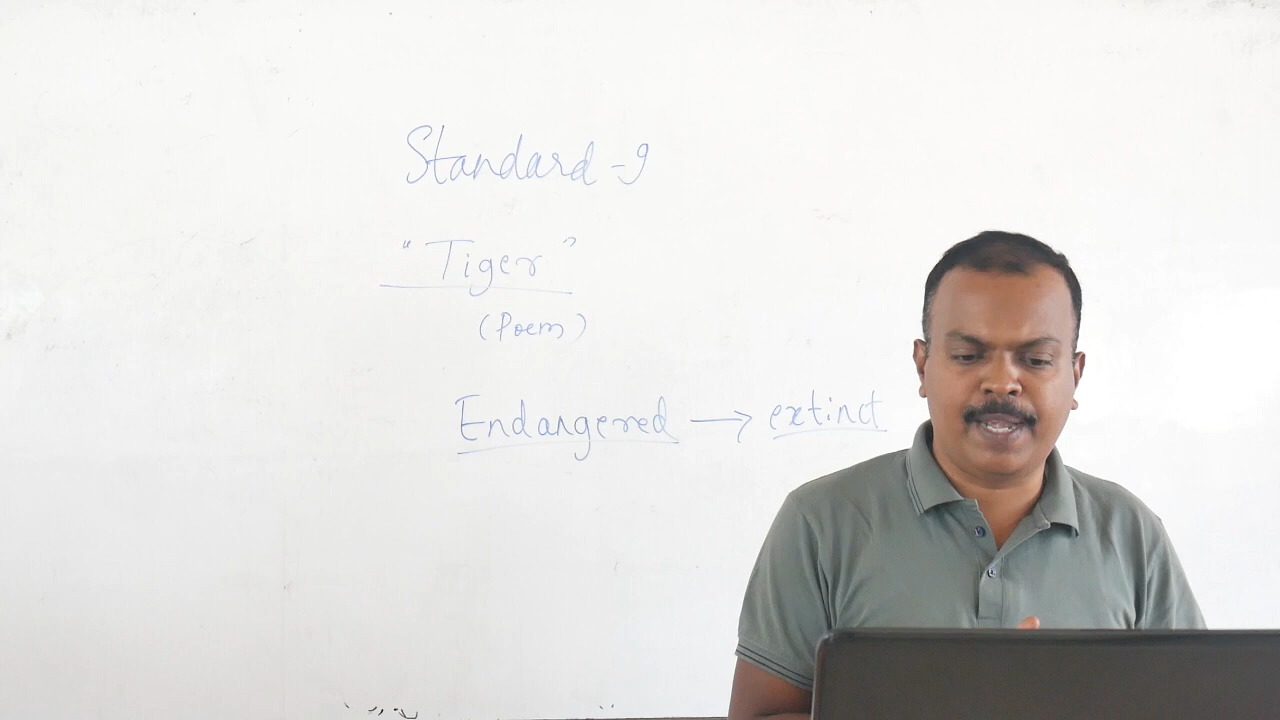 Standard - 9
"Tiger"
(Poem)
Endangered → extinct